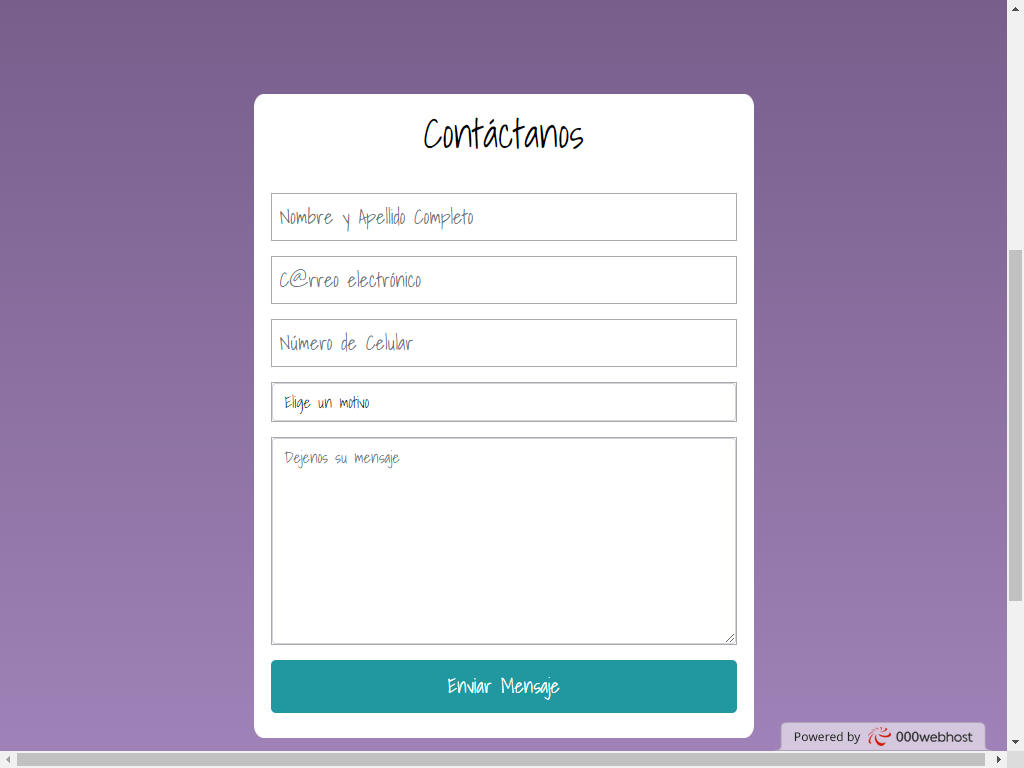 Contáctanos
Nombre y Apellido Completo
C@rreo electrónico
Número de Celular
Elige un motivo
Dejenos su mensaje
Enviar Mensaje
Powered by 000webhost